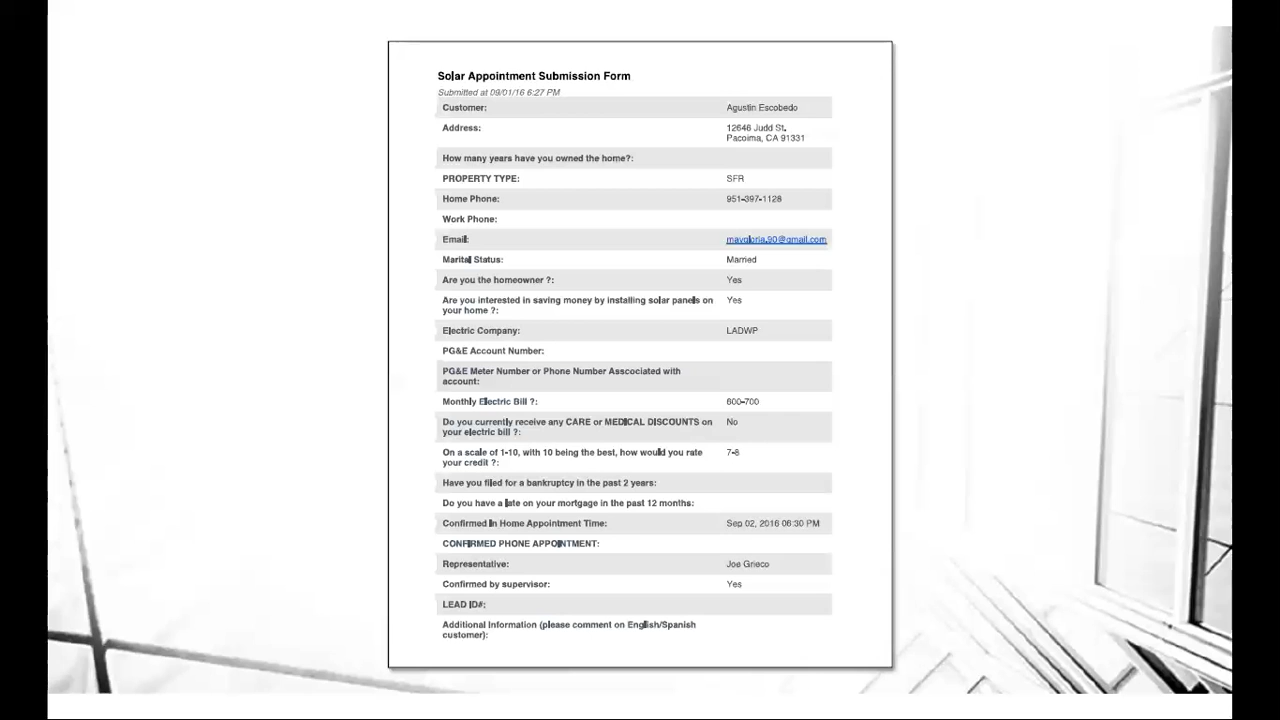 Solar Appointment Submission Form
Submitted at 09/01/16 6:27 PM
Customer: Agustin Escobedo
Address: 12646 Judd St.
Pacoima, CA 91331
How many years have you owned the home?:
PROPERTY TYPE: SFR
Home Phone: 951-397-1128
Work Phone:
Email: maygloria.90@gmail.com
Marital Status: Married
Are you the homeowner ?: Yes
Are you interested in saving money by installing solar panels on Yes
your home ?:
Electric Company: LADWP
PG&E Account Number:
PG&E Meter Number or Phone Number Asscociated with
account:
Monthly Electric Bill ?: 600-700
Do you currently receive any CARE or MEDICAL DISCOUNTS on No
your electric bill ?:
On a scale of 1-10, with 10 being the best, how would you rate 7-8
your credit ?:
Have you filed for a bankruptcy in the past 2 years:
Do you have a late on your mortgage in the past 12 months:
Confirmed In Home Appointment Time: Sep 02, 2016 06:30 PM
CONFIRMED PHONE APPOINTMENT:
Representative: Joe Grieco
Confirmed by supervisor: Yes
LEAD ID#:
Additional Information (please comment on English/Spanish
customer):